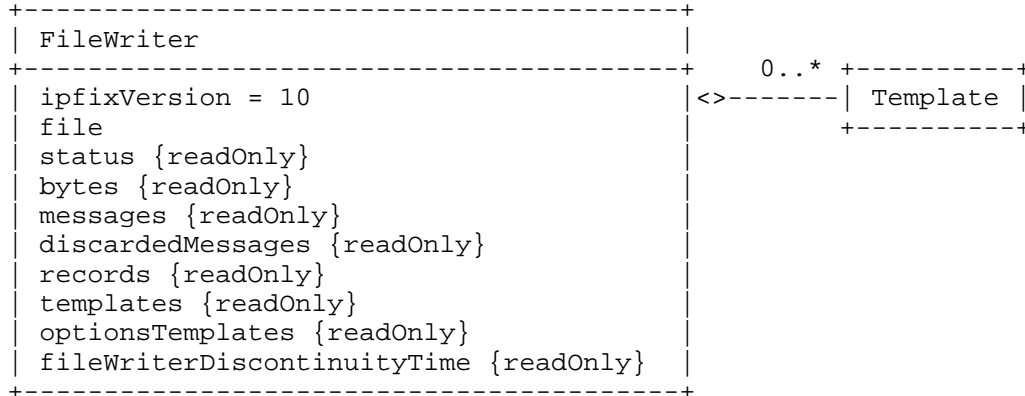 +---------------------------------------+
| FileWriter                            |
+---------------------------------------+    0..* +----------+
| ipfixVersion = 10                     |<>-------| Template |
| file                                  |         +----------+
| status {readOnly}                     |
| bytes {readOnly}                      |
| messages {readOnly}                   |
| discardedMessages {readOnly}          |
| records {readOnly}                    |
| templates {readOnly}                  |
| optionsTemplates {readOnly}           |
| fileWriterDiscontinuityTime {readOnly}  |
+---------------------------------------+